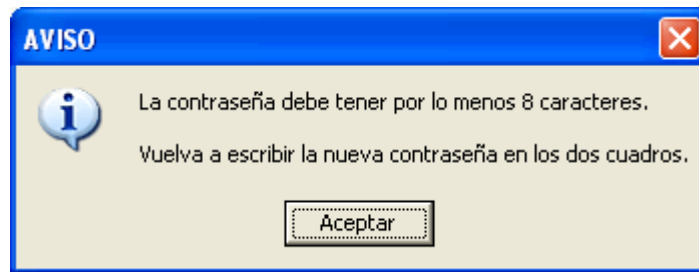 AVISO
La contraseña debe tener por lo menos 8 caracteres.
Vuelva a escribir la nueva contraseña en los dos cuadros.
Aceptar